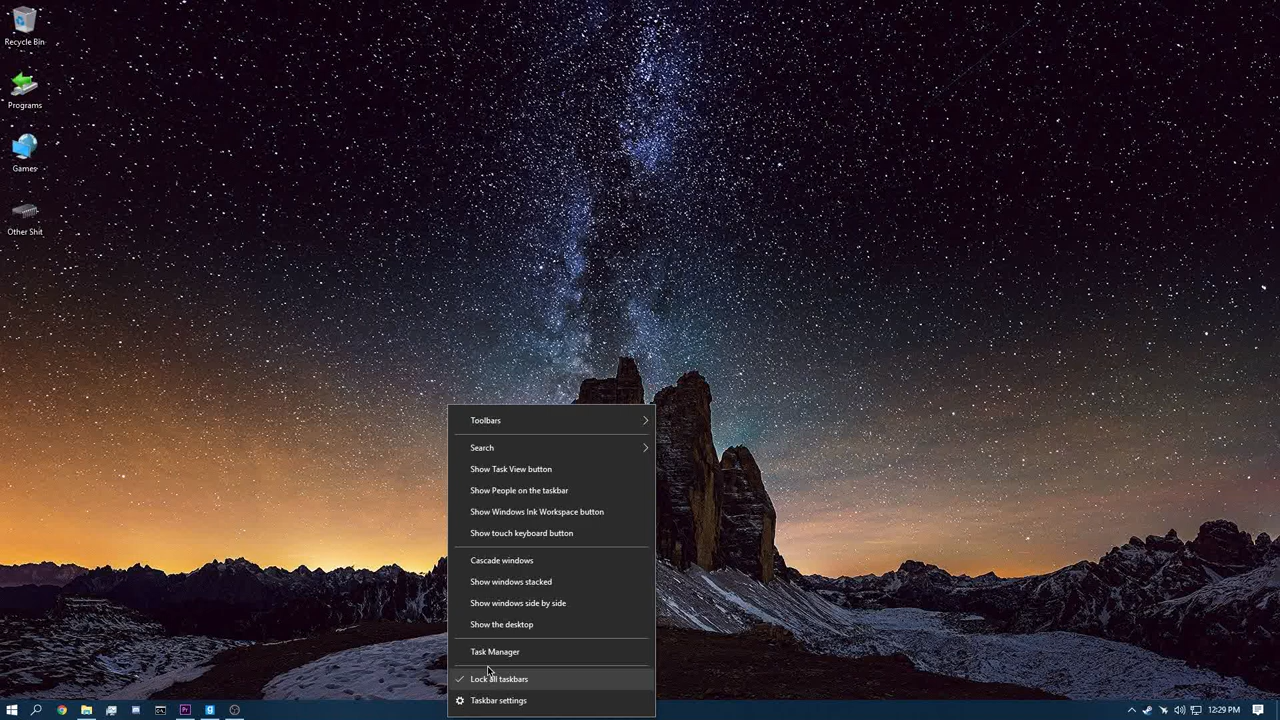 Recycle Bin
Programs
Games
Other Shit
Toolbars
Search
Show Task View button
Show People on the taskbar
Show Windows Ink Workspace button
Show touch keyboard button
Cascade windows
Show windows stacked
Show windows side by side
Show the desktop
Task Manager
Lock all taskbars
Taskbar settings
12:29 PM